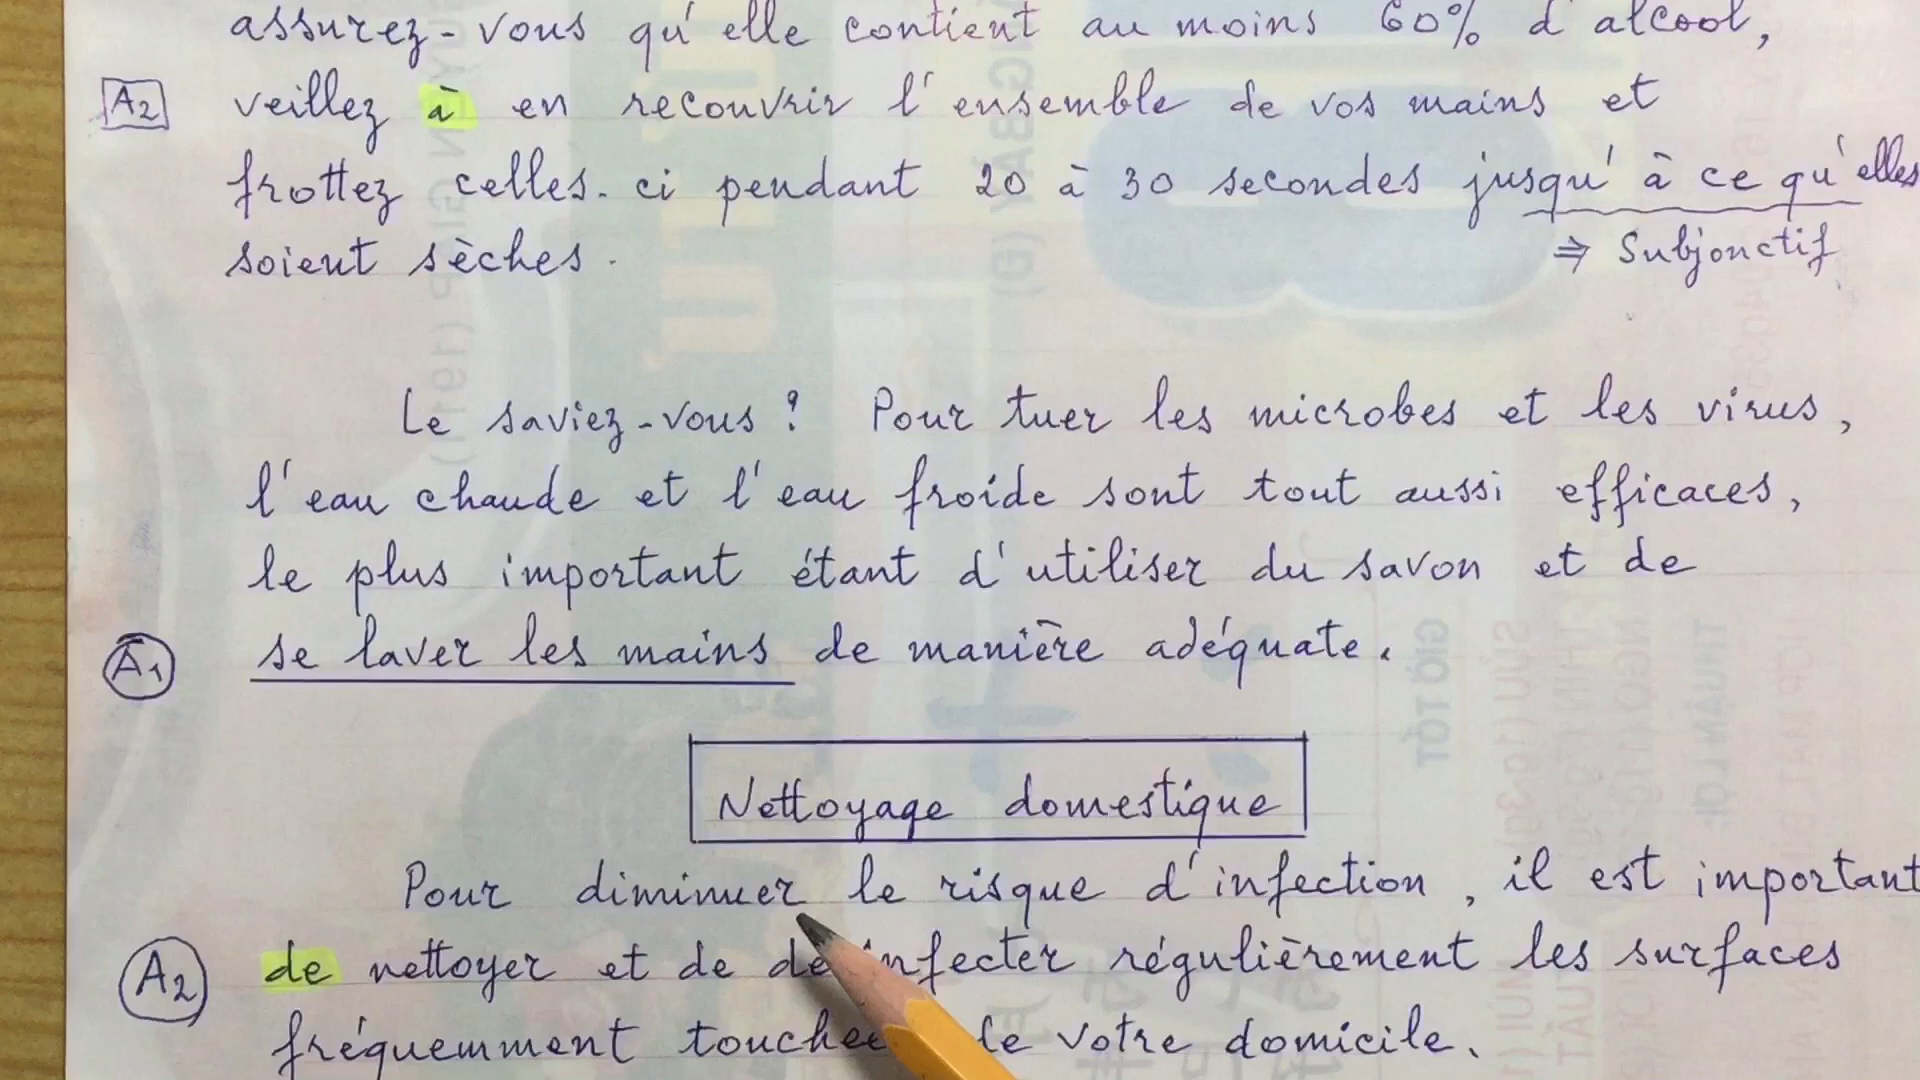 assurez-vous qu'elle contient au moins 60% d'alcool,
A2 veillez à en recouvrir l'ensemble de vos mains et
frottez celles-ci pendant 20 à 30 secondes jusqu'à ce qu'elles
soient sèches.
⇒ Subjonctif
Le saviez-vous? Pour tuer les microbes et les virus,
l'eau chaude et l'eau froide sont tout aussi efficaces,
le plus important étant d'utiliser du savon et de
A1 se laver les mains de manière adéquate.
Nettoyage domestique
Pour diminuer le risque d'infection, il est important
A2 de nettoyer et de désinfecter régulièrement les surfaces
fréquemment de votre domicile.